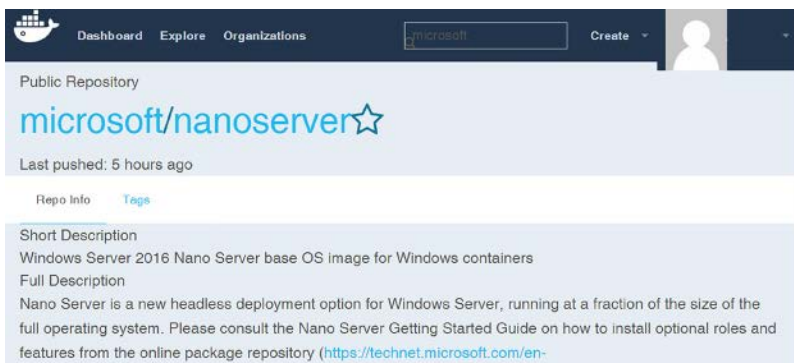 Dashboard Explore Organizations microsoft Create
Public Repository
microsoft/nanoserver
Last pushed: 5 hours ago
Repo Info Tags
Short Description
Windows Server 2016 Nano Server base OS image for Windows containers
Full Description
Nano Server is a new headless deployment option for Windows Server, running at a fraction of the size of the
full operating system. Please consult the Nano Server Getting Started Guide on how to install optional roles and
features from the online package repository (https://technet.microsoft.com/en-